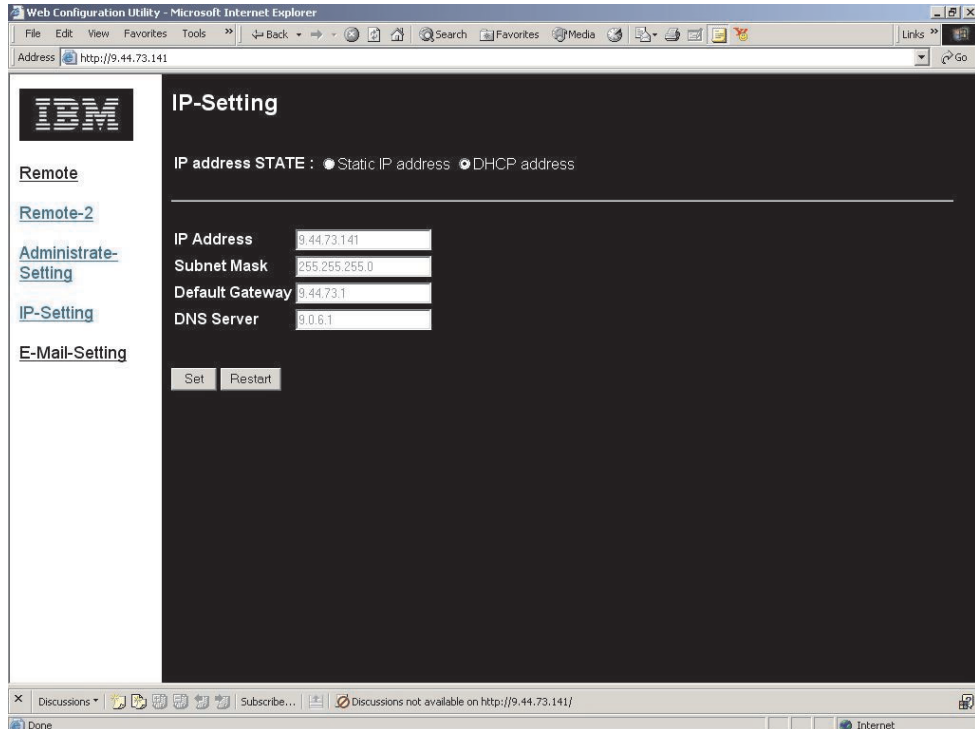 Web Configuration Utility - Microsoft Internet Explorer
File Edit View Favorites Tools » Back Search Favorites Media Links »
Address http://9.44.73.141 Go
IBM
IP-Setting
IP address STATE : Static IP address DHCP address
Remote
Remote-2
Administrate-
Setting
IP-Setting
E-Mail-Setting
IP Address 9.44.73.141
Subnet Mask 255.255.255.0
Default Gateway 9.44.73.1
DNS Server 9.0.6.1
Set Restart
Discussions Subscribe... Discussions not available on http://9.44.73.141/
Done Internet